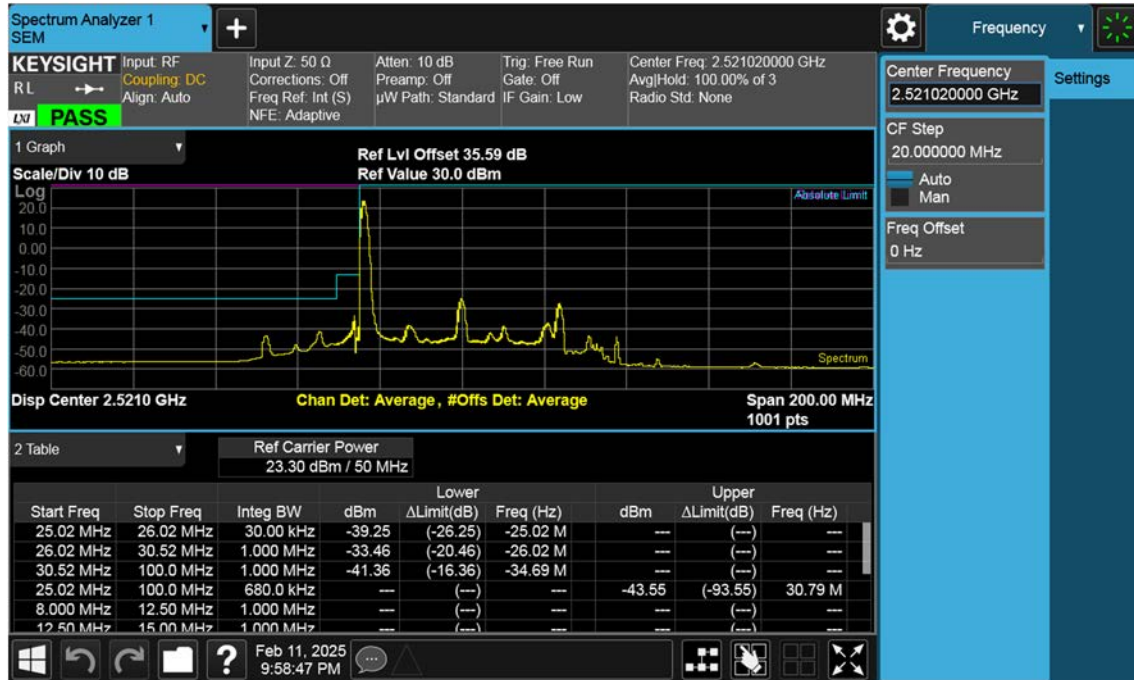 Spectrum Analyzer 1
SEM
Frequency
KEYSIGHT
R L
LXI PASS
Input: RF
Coupling: DC
Align: Auto
Input Z: 50 Ω
Corrections: Off
Freq Ref: Int (S)
NFE: Adaptive
Atten: 10 dB
Preamp: Off
µW Path: Standard
Trig: Free Run
Gate: Off
IF Gain: Low
Center Freq: 2.521020000 GHz
Avg|Hold: 100.00% of 3
Radio Std: None
Center Frequency
2.521020000 GHz
Settings
CF Step
20.000000 MHz
Auto
Man
Freq Offset
0 Hz
1 Graph
Scale/Div 10 dB
Ref Lvl Offset 35.59 dB
Ref Value 30.0 dBm
Log
20.0
10.0
0.00
-10.0
-20.0
-30.0
-40.0
-50.0
-60.0
Absolute Limit
Spectrum
Disp Center 2.5210 GHz
Chan Det: Average, #Offs Det: Average
Span 200.00 MHz
1001 pts
2 Table
Ref Carrier Power
23.30 dBm / 50 MHz
Lower Upper
Start Freq Stop Freq Integ BW dBm ΔLimit(dB) Freq (Hz) dBm ΔLimit(dB) Freq (Hz)
25.02 MHz 26.02 MHz 30.00 kHz -39.25 (-26.25) -25.02 M --- (---) ---
26.02 MHz 30.52 MHz 1.000 MHz -33.46 (-20.46) -26.02 M --- (---) ---
30.52 MHz 100.0 MHz 1.000 MHz -41.36 (-16.36) -34.69 M --- (---) ---
25.02 MHz 100.0 MHz 680.0 kHz --- (---) --- -43.55 (-93.55) 30.79 M
8.000 MHz 12.50 MHz 1.000 MHz --- (---) --- --- (---) ---
12.50 MHz 15.00 MHz 1.000 MHz --- (---) --- --- (---) ---
Feb 11, 2025
9:58:47 PM